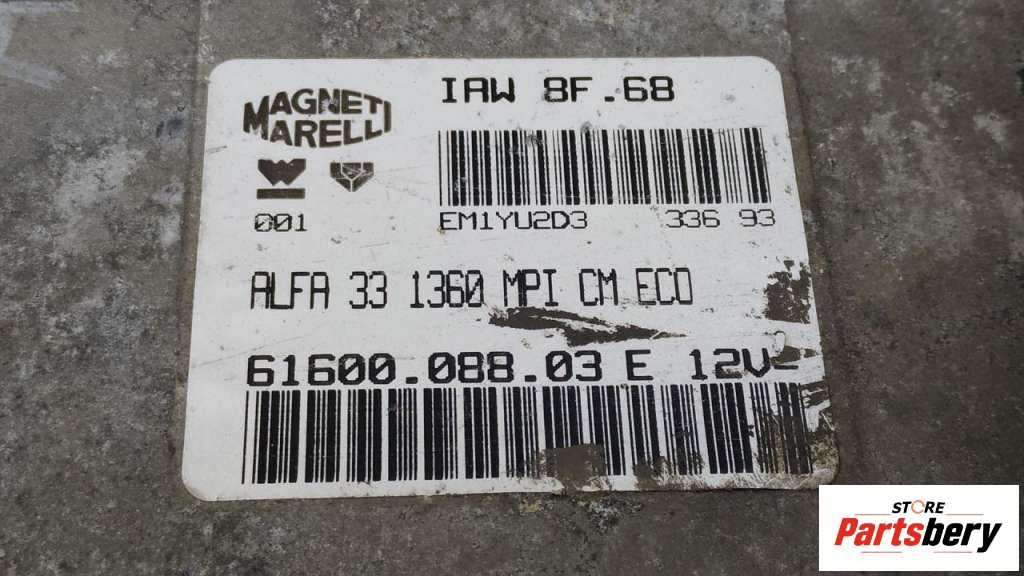 MAGNETI
MARELLI
IAW 8F.68
001
EM1YU2D3 336 93
ALFA 33 1360 MPI CM ECO
61600.088.03 E 12V-
STORE
Partsbery